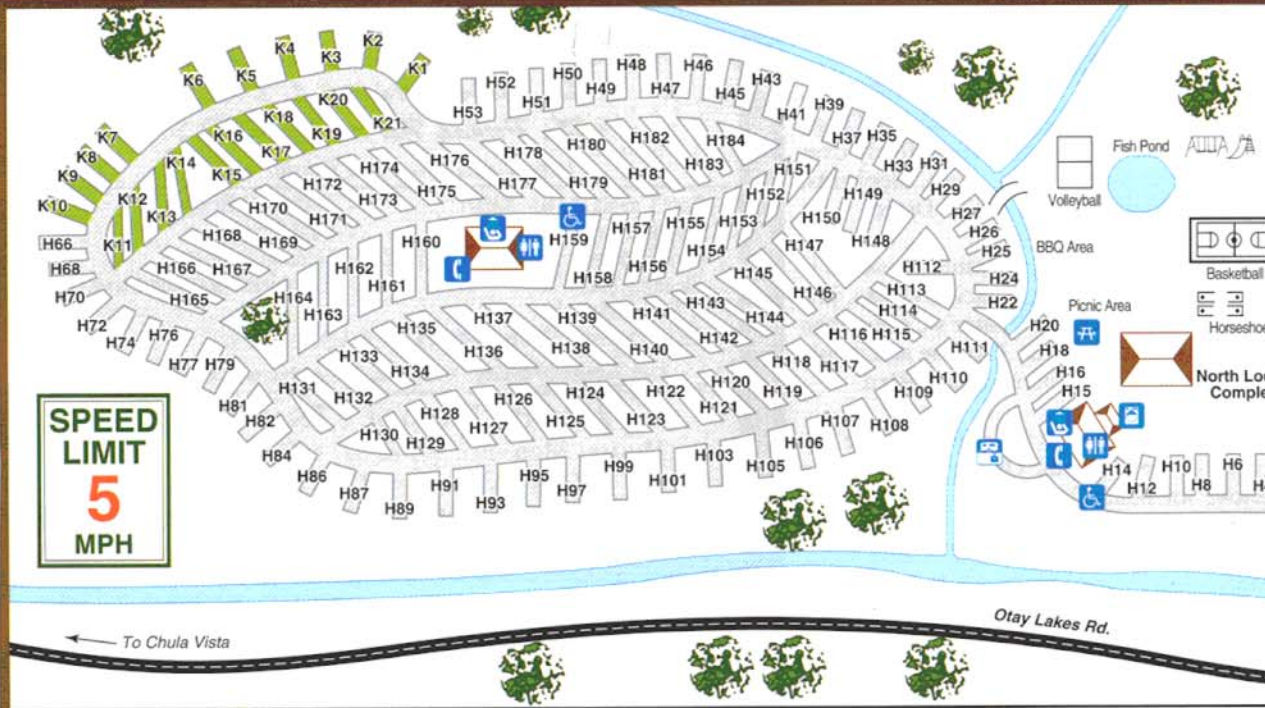 K6
K5
K4
K3
K2
K1
K7
K8
K9
K10
K11
K12
K13
K14
K15
K16
K17
K18
K19
K20
K21
H53
H52
H51
H50
H49
H48
H47
H46
H45
H43
H41
H39
H37
H35
H33
H31
H29
H27
H26
H25
H24
H22
H20
H18
H16
H15
H14
H12
H10
H8
H6
H66
H68
H70
H72
H74
H76
H77
H79
H81
H82
H84
H86
H87
H89
H91
H93
H95
H97
H99
H101
H103
H105
H106
H107
H108
H109
H110
H111
H112
H113
H114
H115
H116
H117
H118
H119
H120
H121
H122
H123
H124
H125
H126
H127
H128
H129
H130
H131
H132
H133
H134
H135
H136
H137
H138
H139
H140
H141
H142
H143
H144
H145
H146
H147
H148
H149
H150
H151
H152
H153
H154
H155
H156
H157
H158
H159
H160
H161
H162
H163
H164
H165
H166
H167
H168
H169
H170
H171
H172
H173
H174
H175
H176
H177
H178
H179
H180
H181
H182
H183
H184
Volleyball
Fish Pond
BBQ Area
Basketball
Horsesho
Picnic Area
North Lo
Comple
SPEED
LIMIT
5
MPH
To Chula Vista
Otay Lakes Rd.